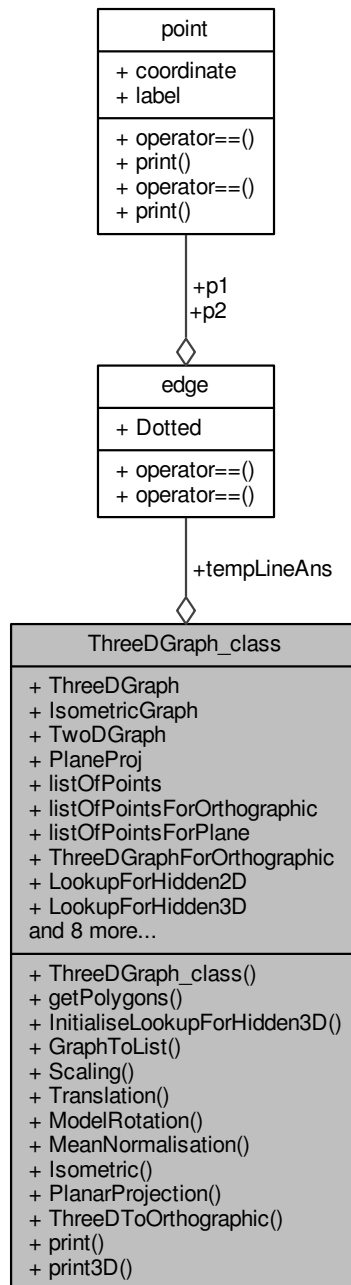 point
+ coordinate
+ label
+ operator==()
+ print()
+ operator==()
+ print()
+p1
+p2
edge
+ Dotted
+ operator==()
+ operator==()
+tempLineAns
ThreeDGraph_class
+ ThreeDGraph
+ IsometricGraph
+ TwoDGraph
+ PlaneProj
+ listOfPoints
+ listOfPointsForOrthographic
+ listOfPointsForPlane
+ ThreeDGraphForOrthographic
+ LookupForHidden2D
+ LookupForHidden3D
and 8 more...
+ ThreeDGraph_class()
+ getPolygons()
+ InitialiseLookupForHidden3D()
+ GraphToList()
+ Scaling()
+ Translation()
+ ModelRotation()
+ MeanNormalisation()
+ Isometric()
+ PlanarProjection()
+ ThreeDToOrthographic()
+ print()
+ print3D()